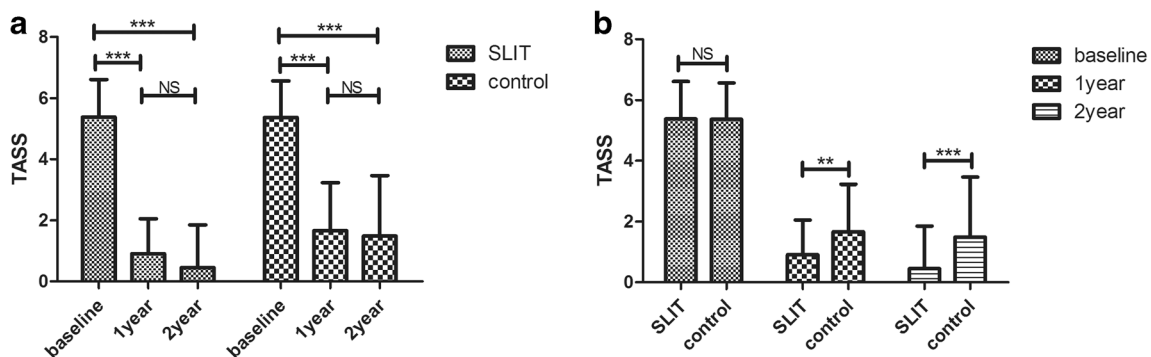 a
TASS
8
6
4
2
0
***
***
NS
***
***
NS
baseline
1year
2year
baseline
1year
2year
SLIT
control
b
TASS
8
6
4
2
0
NS
**
***
SLIT
control
SLIT
control
SLIT
control
baseline
1year
2year